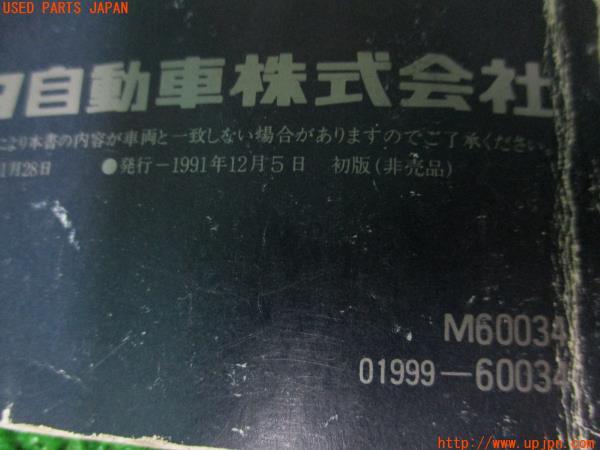 USED PARTS JAPAN
自動車株式会社
により本書の内容が車両と一致しない場合がありますのでご了承ください。
1月28日 ●発行－1991年12月5日 初版(非売品)
M60034
01999－60034
http://www.upjpn.com/